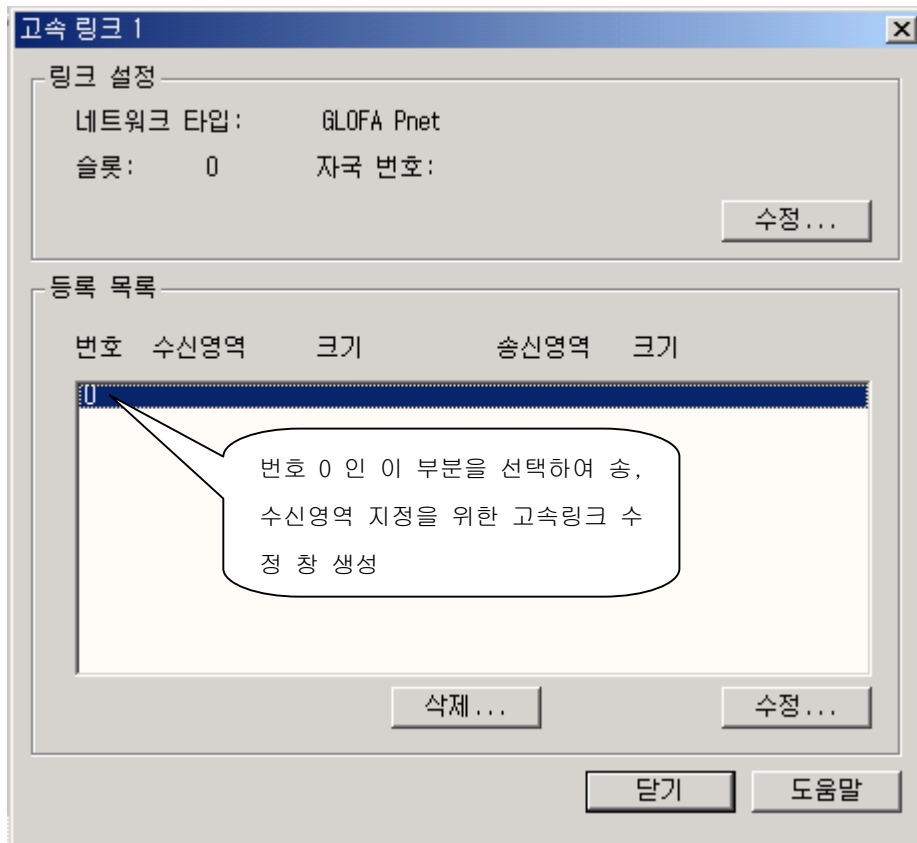 고속 링크 1
링크 설정
네트워크 타입: GLOFA Pnet
슬롯: 0 자국 번호:
수정...
등록 목록
번호 수신영역 크기 송신영역 크기
0
번호 0 인 이 부분을 선택하여 송,
수신영역 지정을 위한 고속링크 수
정 창 생성
삭제... 수정...
닫기 도움말